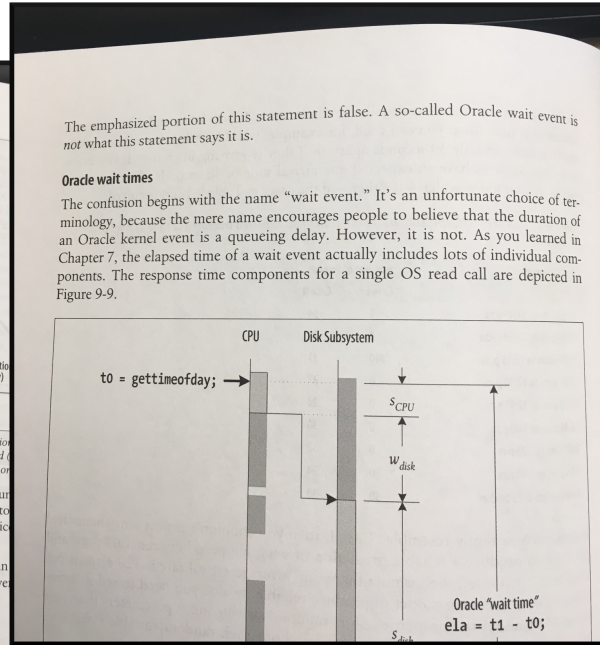 The emphasized portion of this statement is false. A so-called Oracle wait event is
not what this statement says it is.
Oracle wait times
The confusion begins with the name “wait event.” It’s an unfortunate choice of ter-
minology, because the mere name encourages people to believe that the duration of
an Oracle kernel event is a queueing delay. However, it is not. As you learned in
Chapter 7, the elapsed time of a wait event actually includes lots of individual com-
ponents. The response time components for a single OS read call are depicted in
Figure 9-9.
CPU Disk Subsystem
t0 = gettimeofday;
S CPU
W disk
Oracle “wait time”
ela = t1 - t0;
S disk